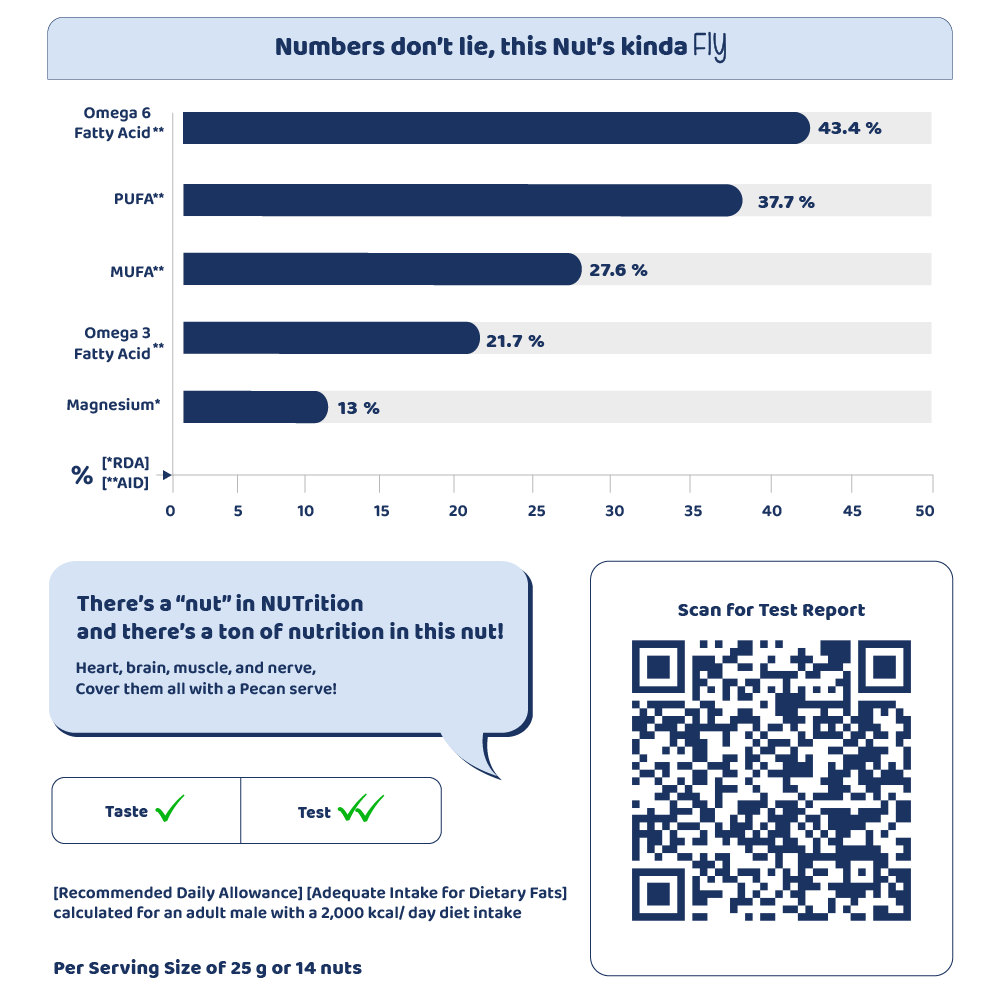 Numbers don't lie, this Nut's kinda Fly
Omega 6
Fatty Acid**
43.4 %
PUFA**
37.7 %
MUFA**
27.6 %
Omega 3
Fatty Acid**
21.7 %
Magnesium*
13 %
% [*RDA]
[**AID]
0 5 10 15 20 25 30 35 40 45 50
There's a "nut" in NUTrition
and there's a ton of nutrition in this nut!
Heart, brain, muscle, and nerve,
Cover them all with a Pecan serve!
Scan for Test Report
Taste Test
[Recommended Daily Allowance] [Adequate Intake for Dietary Fats]
calculated for an adult male with a 2,000 kcal/ day diet intake
Per Serving Size of 25 g or 14 nuts